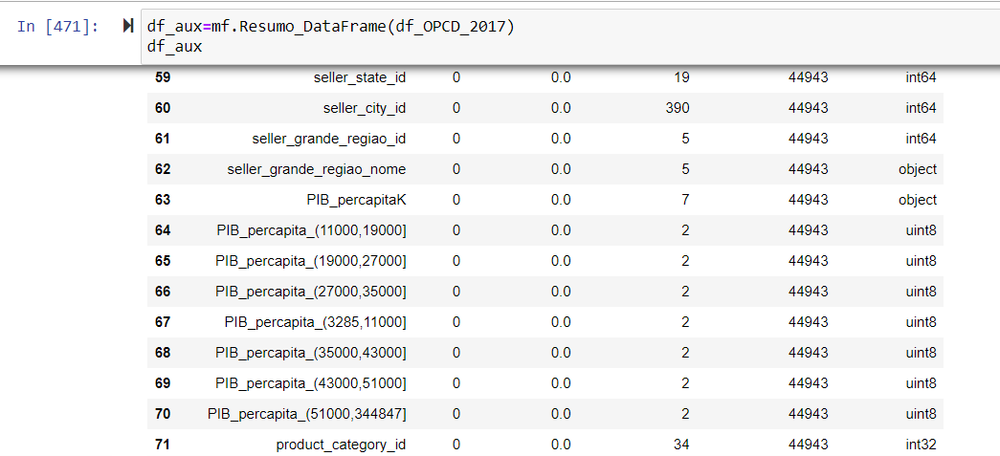 In [471]:
df_aux=mf.Resumo_DataFrame(df_OPCD_2017)
df_aux
59 seller_state_id 0 0.0 19 44943 int64
60 seller_city_id 0 0.0 390 44943 int64
61 seller_grande_regiao_id 0 0.0 5 44943 int64
62 seller_grande_regiao_nome 0 0.0 5 44943 object
63 PIB_percapitaK 0 0.0 7 44943 object
64 PIB_percapita_(11000,19000] 0 0.0 2 44943 uint8
65 PIB_percapita_(19000,27000] 0 0.0 2 44943 uint8
66 PIB_percapita_(27000,35000] 0 0.0 2 44943 uint8
67 PIB_percapita_(3285,11000] 0 0.0 2 44943 uint8
68 PIB_percapita_(35000,43000] 0 0.0 2 44943 uint8
69 PIB_percapita_(43000,51000] 0 0.0 2 44943 uint8
70 PIB_percapita_(51000,344847] 0 0.0 2 44943 uint8
71 product_category_id 0 0.0 34 44943 int32